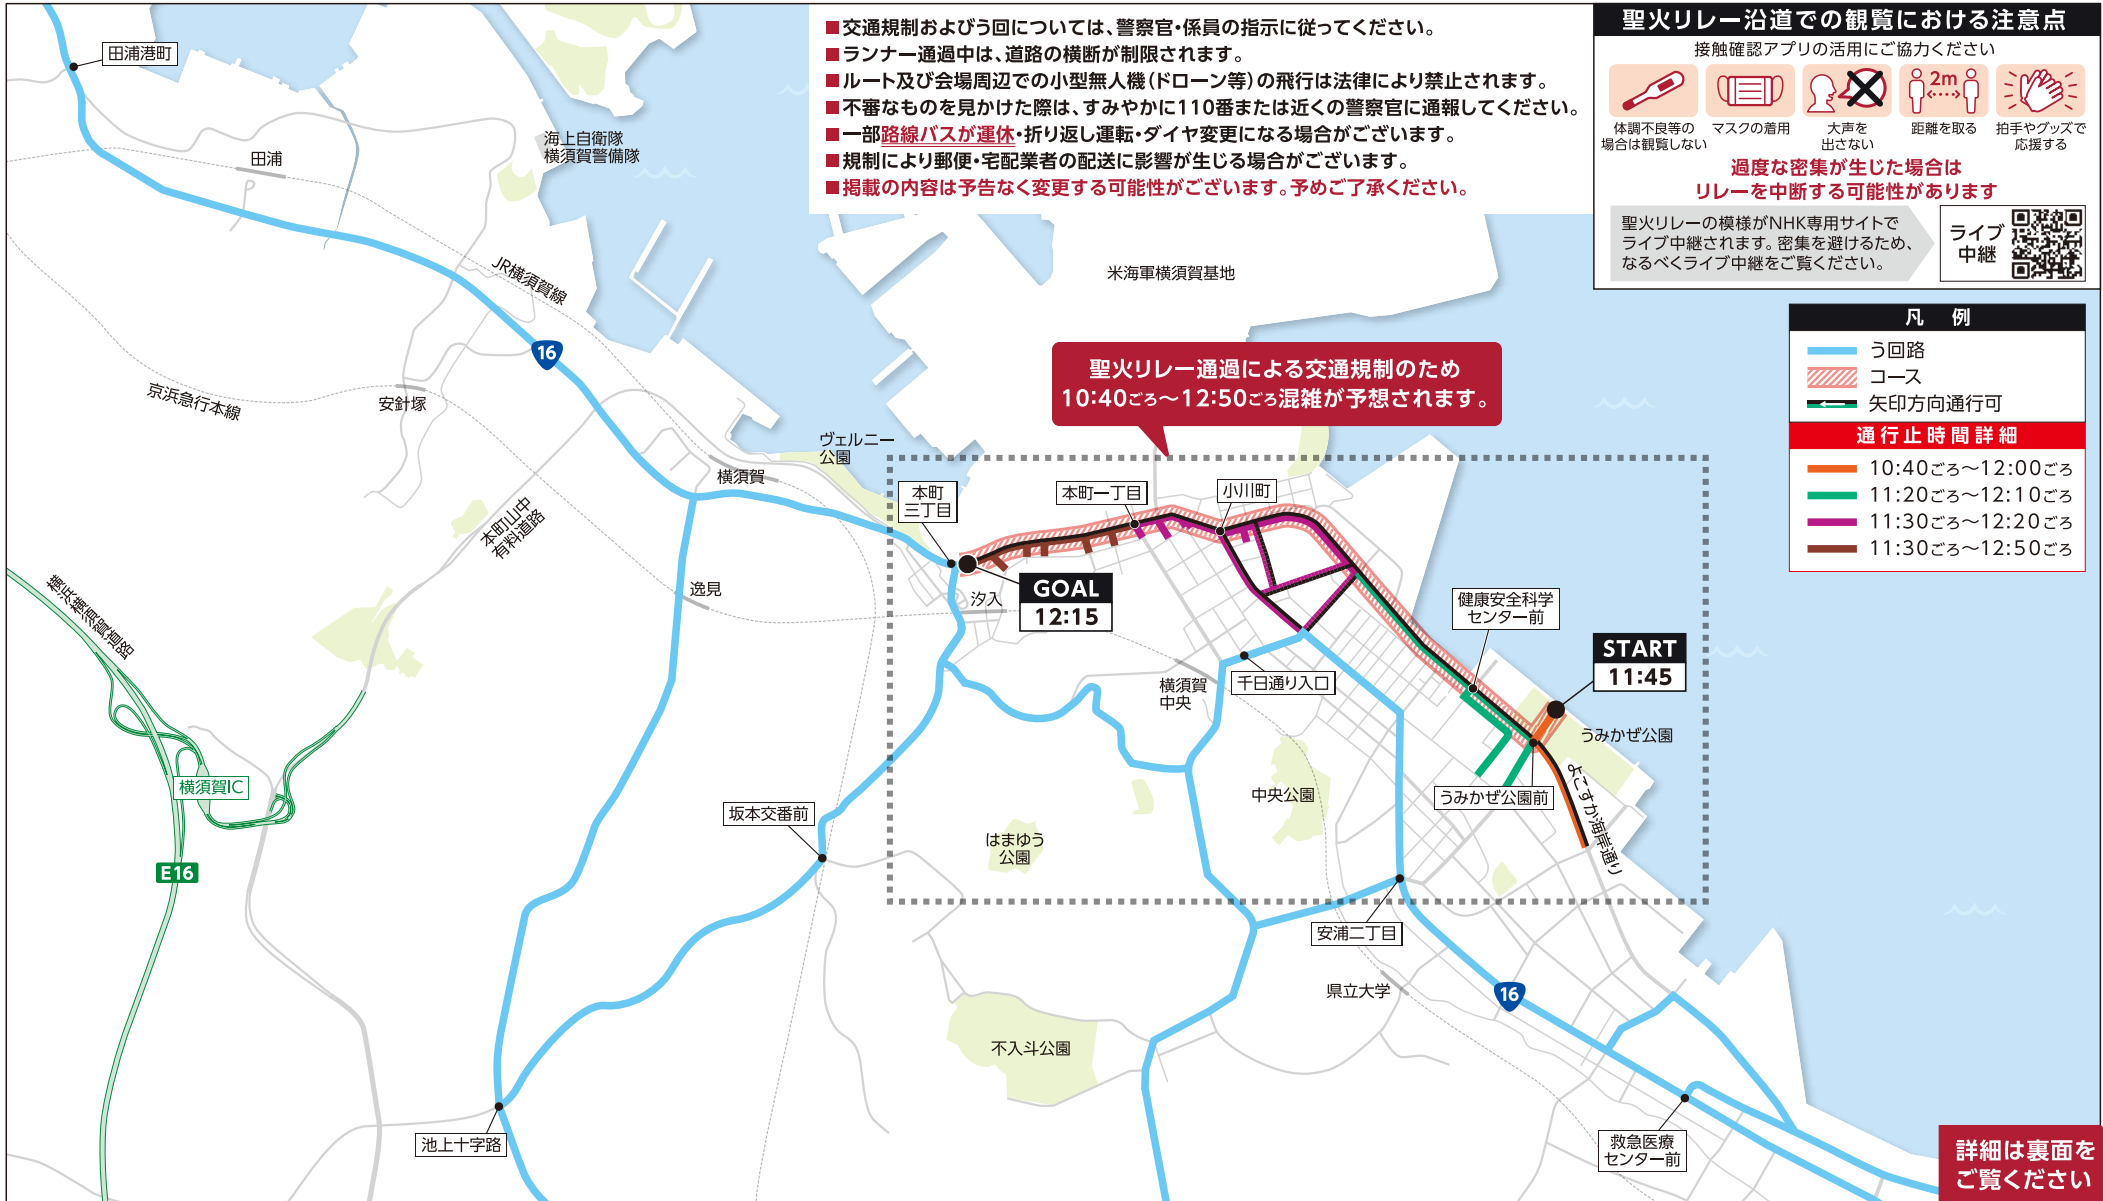 ■交通規制およびう回については、警察官・係員の指示に従ってください。
■ランナー通過中は、道路の横断が制限されます。
■ルート及び会場周辺での小型無人機(ドローン等)の飛行は法律により禁止されます。
■不審なものを見かけた際は、すみやかに110番または近くの警察官に通報してください。
■一部路線バスが運休・折り返し運転・ダイヤ変更になる場合がございます。
■規制により郵便・宅配業者の配送に影響が生じる場合がございます。
■掲載の内容は予告なく変更する可能性がございます。予めご了承ください。
聖火リレー沿道での観覧における注意点
接触確認アプリの活用にご協力ください
2m
体調不良等の
場合は観覧しない
マスクの着用
大声を
出さない
距離を取る
拍手やグッズで
応援する
過度な密集が生じた場合は
リレーを中断する可能性があります
聖火リレーの模様がNHK専用サイトで
ライブ中継されます。密集を避けるため、
なるべくライブ中継をご覧ください。
ライブ
中継
凡 例
う回路
コース
矢印方向通行可
通行止時間詳細
10:40ごろ〜12:00ごろ
11:20ごろ〜12:10ごろ
11:30ごろ〜12:20ごろ
11:30ごろ〜12:50ごろ
聖火リレー通過による交通規制のため
10:40ごろ〜12:50ごろ混雑が予想されます。
田浦港町
田浦
海上自衛隊
横須賀警備隊
JR横須賀線
16
京浜急行本線
安針塚
米海軍横須賀基地
ヴェルニー
公園
横須賀
本町
三丁目
本町一丁目
小川町
本町山中
有料道路
逸見
汐入
GOAL
12:15
健康安全科学
センター前
START
11:45
横浜横須賀道路
横須賀IC
E16
横須賀
中央
千日通り入口
うみかぜ公園
うみかぜ公園前
よこすか海岸通り
中央公園
坂本交番前
はまゆう
公園
安浦二丁目
県立大学
16
不入斗公園
池上十字路
救急医療
センター前
詳細は裏面を
ご覧ください